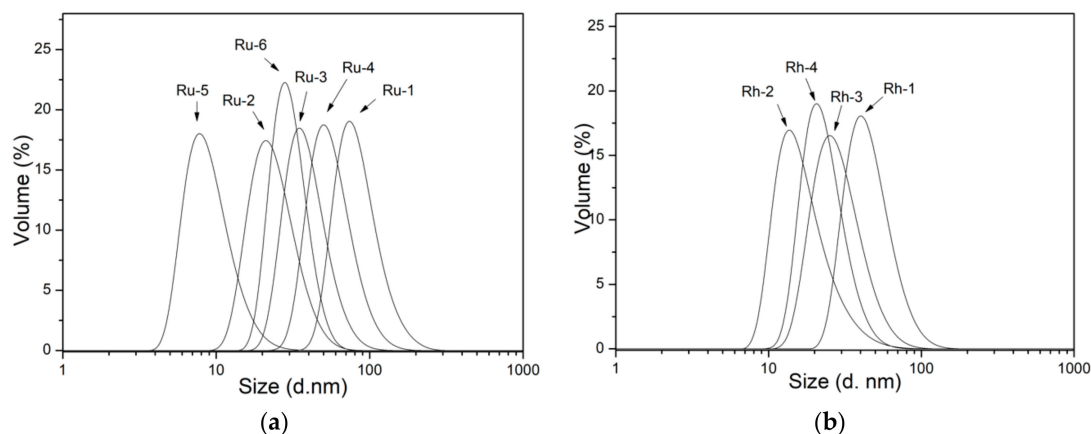 Ru-6
Ru-3
Ru-4
Ru-5
Ru-2
Ru-1
25
20
15
10
5
0
Volume (%)
1
10
100
1000
Size (d.nm)
(a)
Rh-4
Rh-2
Rh-3
Rh-1
25
20
15
10
5
0
Volume (%)
1
10
100
1000
Size (d. nm)
(b)